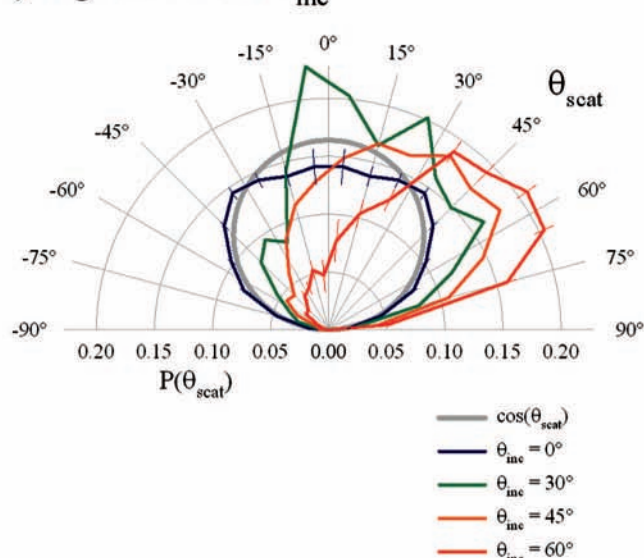 inc
0°
-15°
15°
-30°
30°
θscat
-45°
45°
-60°
60°
-75°
75°
-90°
90°
0.20 0.15 0.10 0.05 0.00 0.05 0.10 0.15 0.20
P(θscat)
cos(θscat)
θinc = 0°
θinc = 30°
θinc = 45°
θinc = 60°